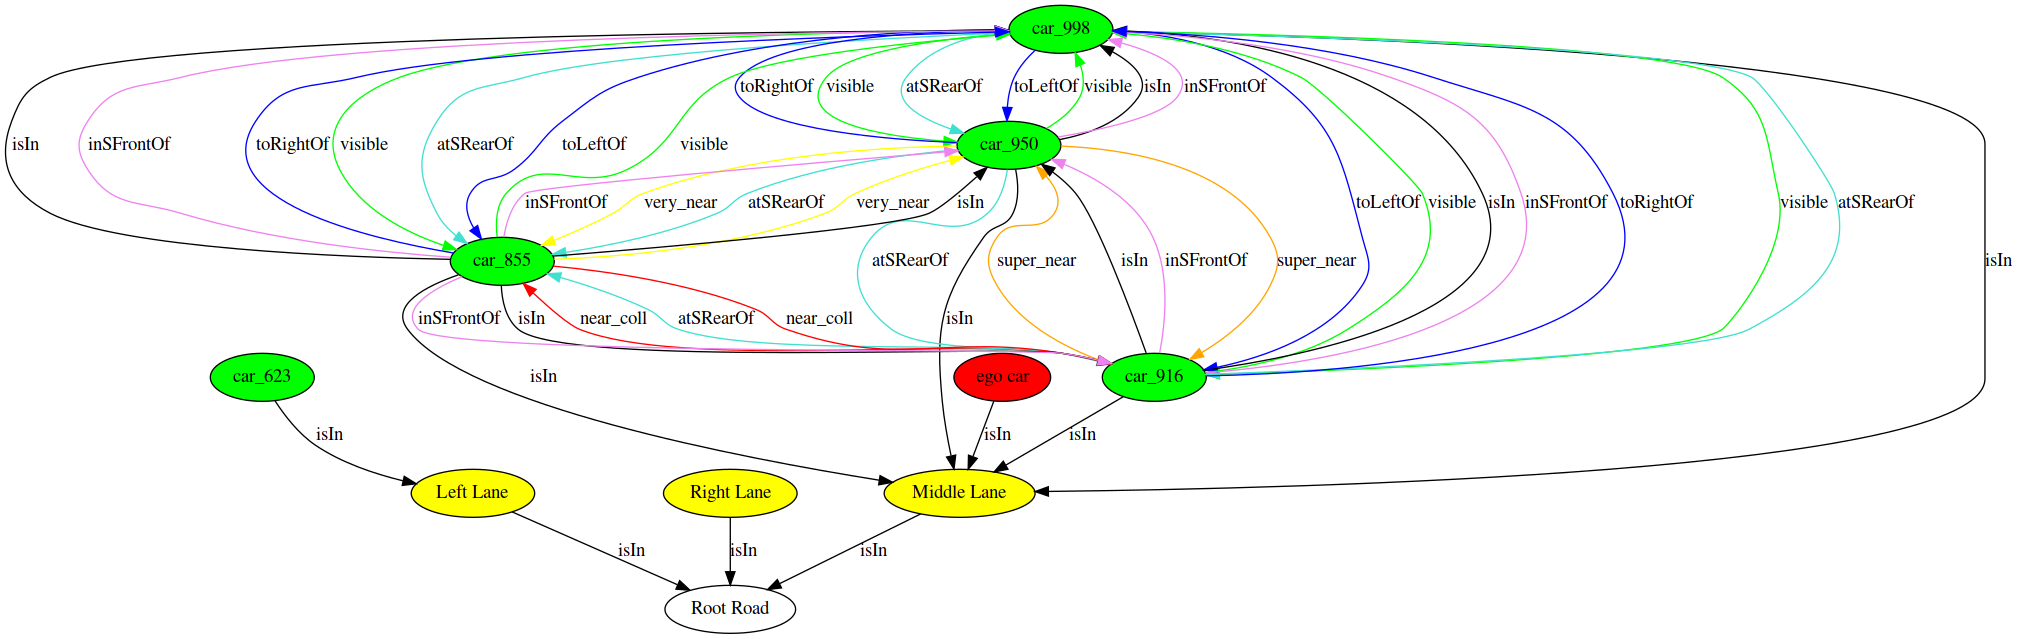 car_998
toRightOf
visible
atSRearOf
toLeftOf
visible
isIn
inSFrontOf
isIn
inSFrontOf
toRightOf
visible
atSRearOf
toLeftOf
visible
car_950
inSFrontOf
very_near
atSRearOf
very_near
isIn
toLeftOf
visible
isIn
inSFrontOf
toRightOf
visible
atSRearOf
car_855
atSRearOf
super_near
isIn
inSFrontOf
super_near
isIn
inSFrontOf
isIn
near_coll
atSRearOf
near_coll
isIn
car_623
isIn
ego car
car_916
isIn
isIn
isIn
Left Lane
Right Lane
Middle Lane
isIn
isIn
isIn
Root Road